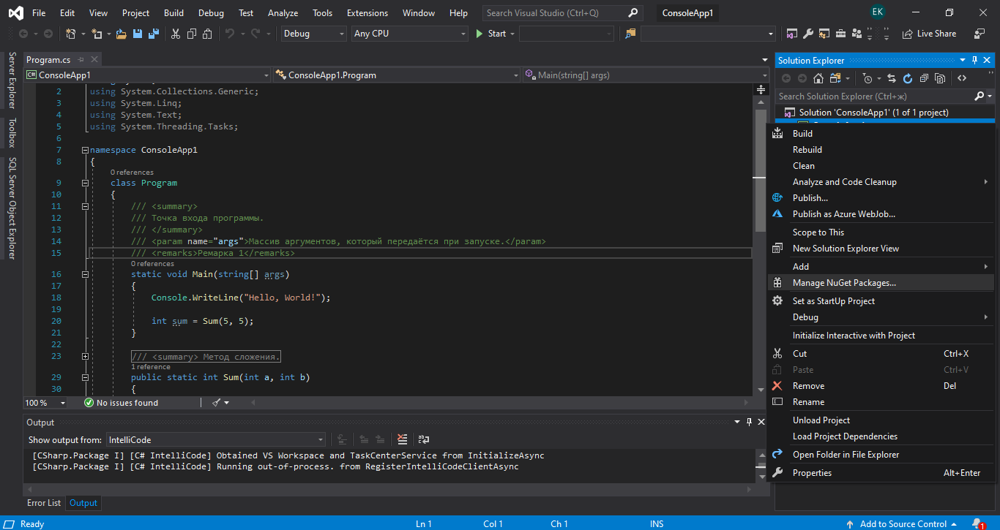 File Edit View Project Build Debug Test Analyze Tools Extensions Window Help Search Visual Studio (Ctrl+Q) ConsoleApp1 EK
Debug Any CPU Start Live Share
Server Explorer
Toolbox
SQL Server Object Explorer
Program.cs
C# ConsoleApp1 ConsoleApp1.Program Main(string[] args)
2 using System.Collections.Generic;
3 using System.Linq;
4 using System.Text;
5 using System.Threading.Tasks;
6
7 namespace ConsoleApp1
8 {
0 references
9 class Program
10 {
11 /// <summary>
12 /// Точка входа программы.
13 /// </summary>
14 /// <param name="args">Массив аргументов, который передаётся при запуске.</param>
15 /// <remarks>Ремарка 1</remarks>
0 references
16 static void Main(string[] args)
17 {
18 Console.WriteLine("Hello, World!");
19
20 int sum = Sum(5, 5);
21 }
22
23 /// <summary> Метод сложения.
1 reference
29 public static int Sum(int a, int b)
30 {
100 % No issues found
Output
Show output from: IntelliCode
[CSharp.Package I] [C# IntelliCode] Obtained VS Workspace and TaskCenterService from InitializeAsync
[CSharp.Package I] [C# IntelliCode] Running out-of-process. from RegisterIntelliCodeClientAsync
Error List Output
Solution Explorer
Search Solution Explorer (Ctrl+ж)
Solution 'ConsoleApp1' (1 of 1 project)
Build
Rebuild
Clean
Analyze and Code Cleanup
Publish...
Publish as Azure WebJob...
Scope to This
New Solution Explorer View
Add
Manage NuGet Packages...
Set as StartUp Project
Debug
Initialize Interactive with Project
Cut Ctrl+X
Paste Ctrl+V
Remove Del
Rename
Unload Project
Load Project Dependencies
Open Folder in File Explorer
Properties Alt+Enter
Ready Ln 1 Col 1 Ch 1 INS Add to Source Control 1